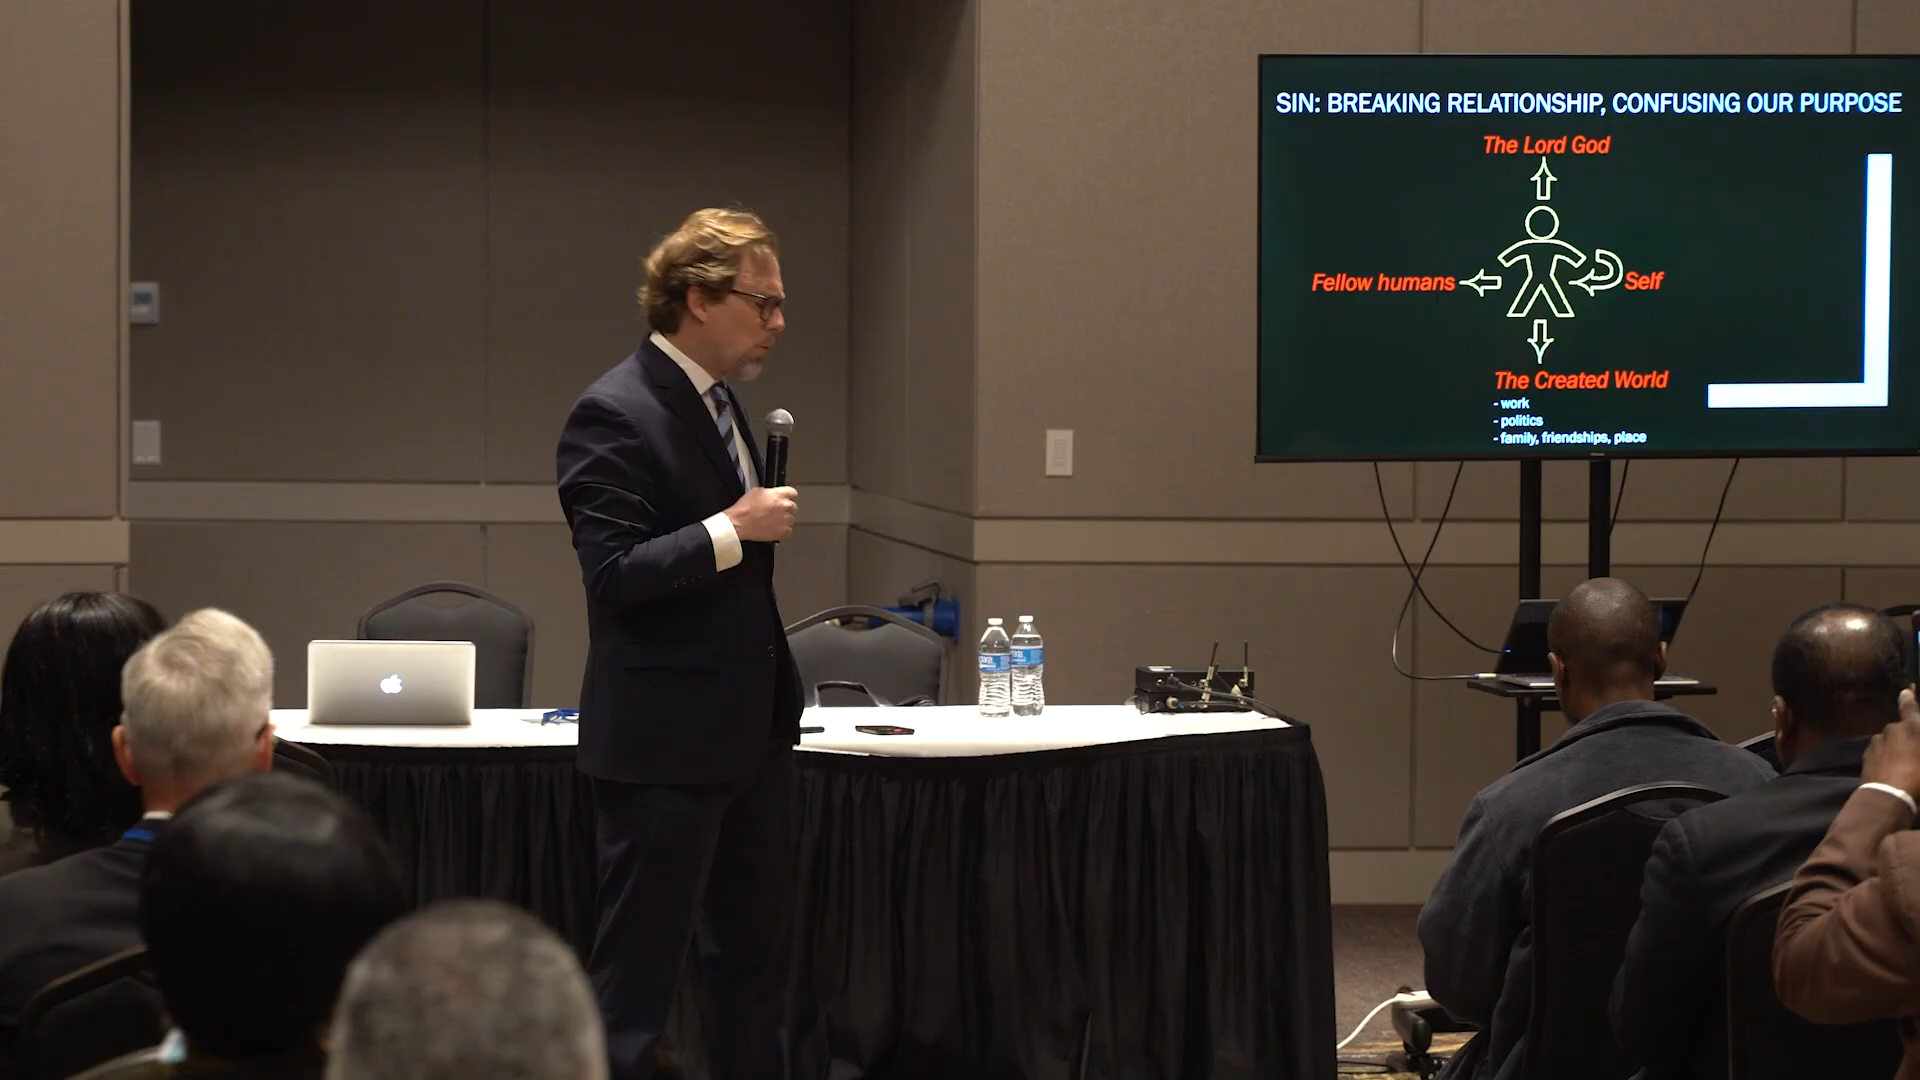 SIN: BREAKING RELATIONSHIP, CONFUSING OUR PURPOSE
The Lord God
Fellow humans
Self
The Created World
- work
- politics
- family, friendships, place